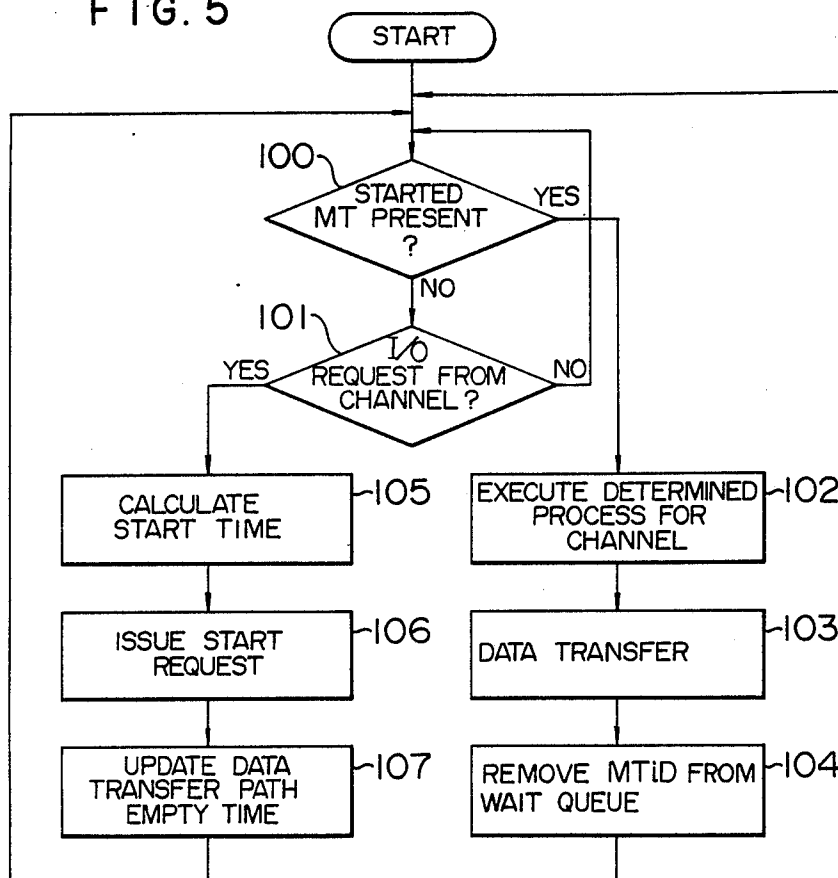 FIG. 5
START
100
STARTED
MT PRESENT
?
YES
NO
101
I/O
REQUEST FROM
CHANNEL?
YES
NO
CALCULATE
START TIME
105
EXECUTE DETERMINED
PROCESS FOR
CHANNEL
102
ISSUE START
REQUEST
106
DATA TRANSFER
103
UPDATE DATA
TRANSFER PATH
EMPTY TIME
107
REMOVE MTiD FROM
WAIT QUEUE
104